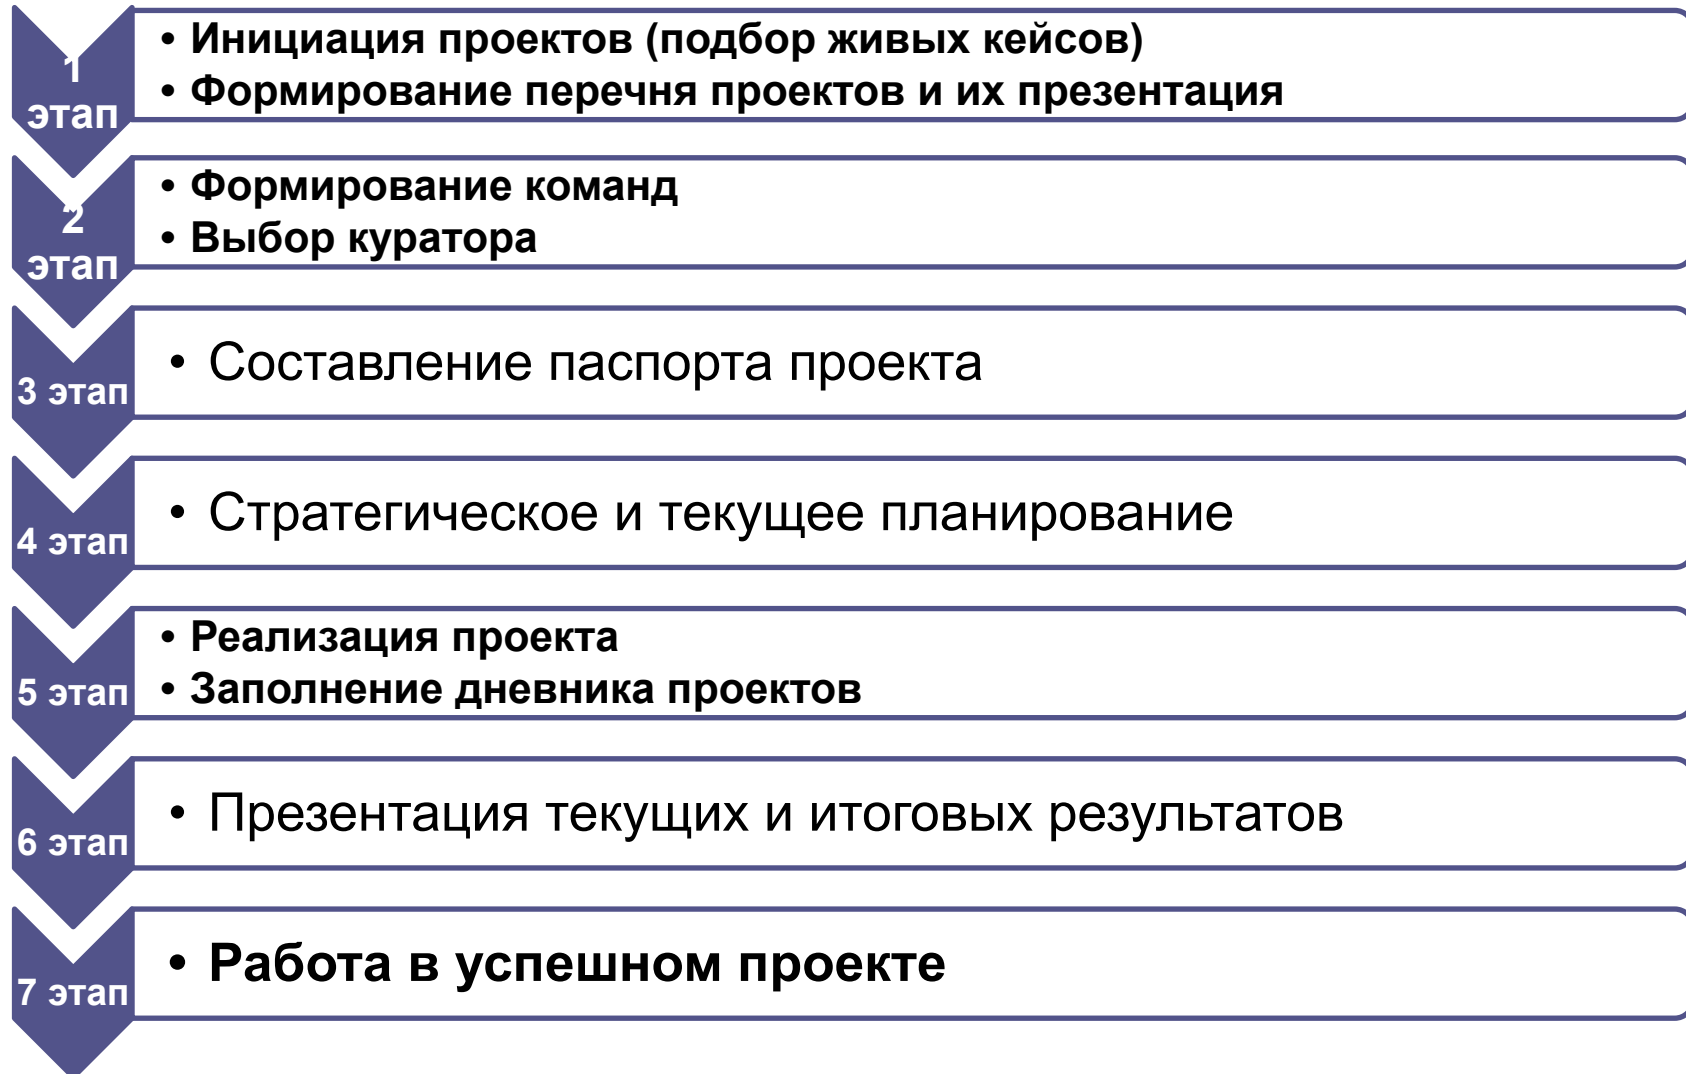 1
этап
• Инициация проектов (подбор живых кейсов)
• Формирование перечня проектов и их презентация
2
этап
• Формирование команд
• Выбор куратора
3 этап
• Составление паспорта проекта
4 этап
• Стратегическое и текущее планирование
5 этап
• Реализация проекта
• Заполнение дневника проектов
6 этап
• Презентация текущих и итоговых результатов
7 этап
• Работа в успешном проекте